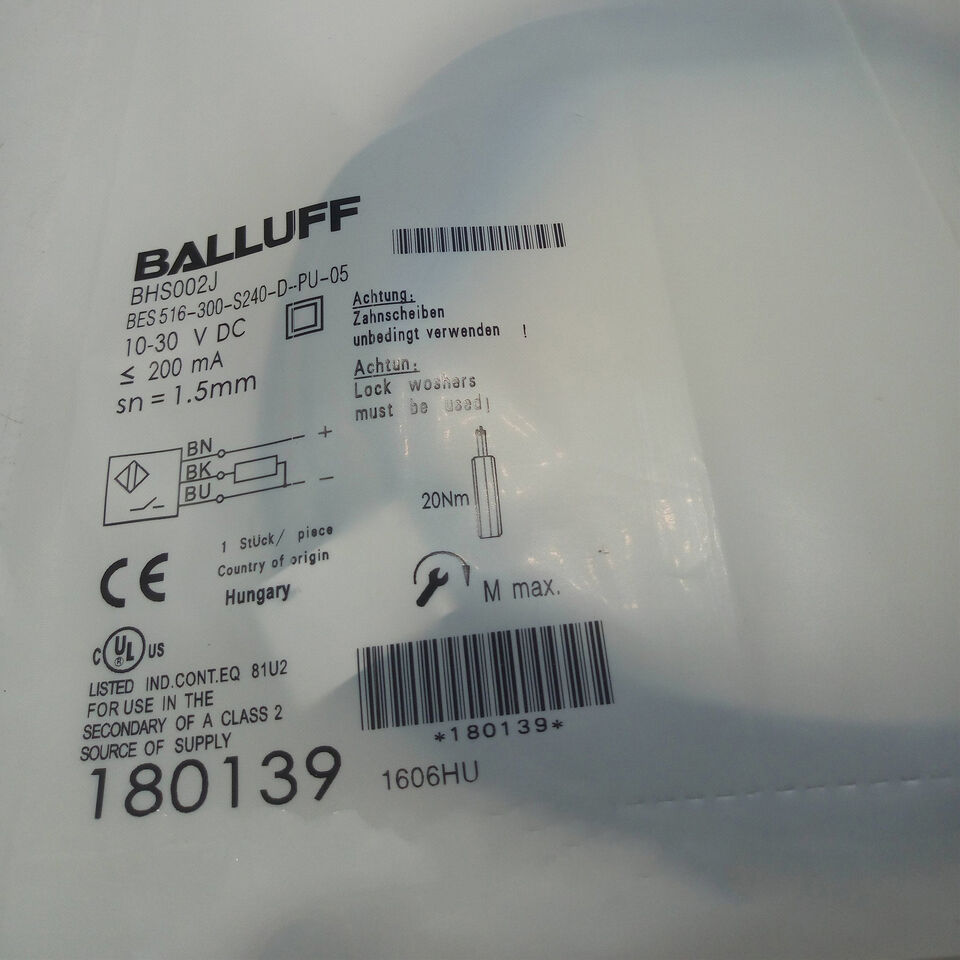 BALLUFF
BHS002J
BES 516-300-S240-D--PU-05
10-30 V DC
≤ 200 mA
sn = 1.5mm
Achtung:
Zahnscheiben
unbedingt verwenden !
Achtun:
Lock woshers
must be used!
BN +
BK
BU -
20Nm
1 StÜck/ piece
Country of origin
Hungary
M max.
CE
c UL ® US
LISTED IND.CONT.EQ 81U2
FOR USE IN THE
SECONDARY OF A CLASS 2
SOURCE OF SUPPLY
180139
*180139*
1606HU